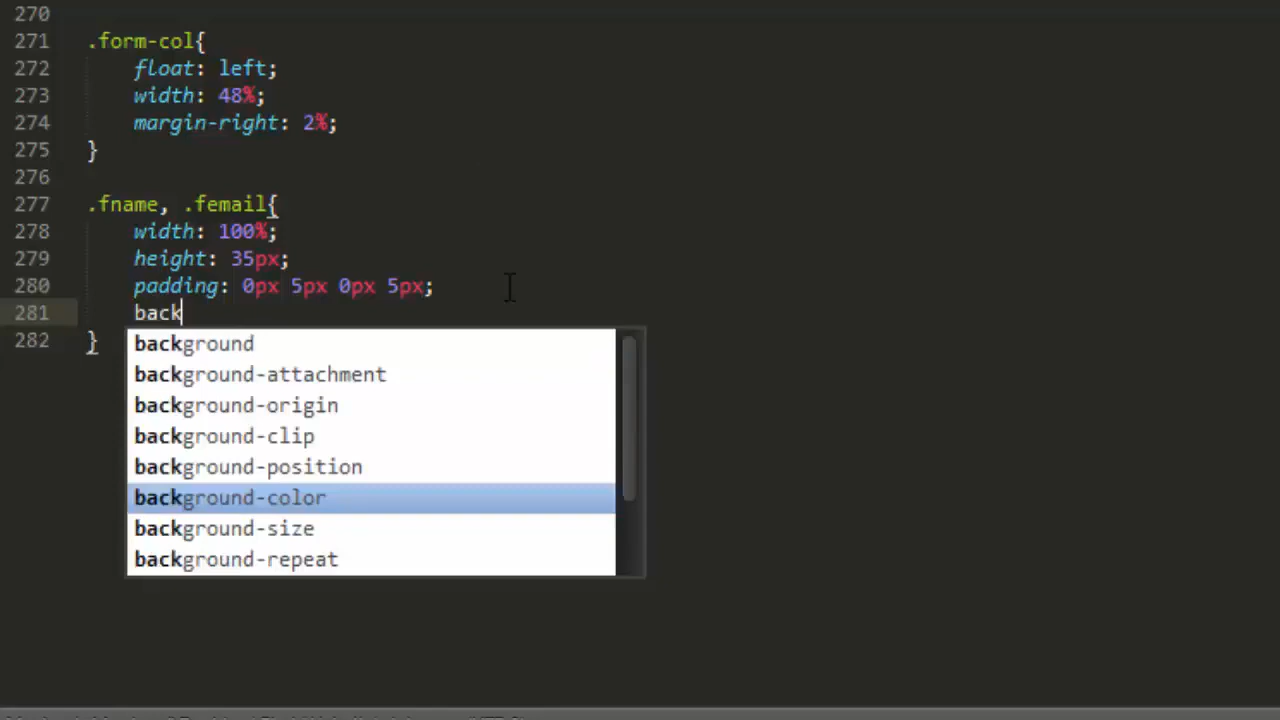 270
271 .form-col{
272 float: left;
273 width: 48%;
274 margin-right: 2%;
275 }
276
277 .fname, .femail{
278 width: 100%;
279 height: 35px;
280 padding: 0px 5px 0px 5px;
281 back
282 }
background
background-attachment
background-origin
background-clip
background-position
background-color
background-size
background-repeat